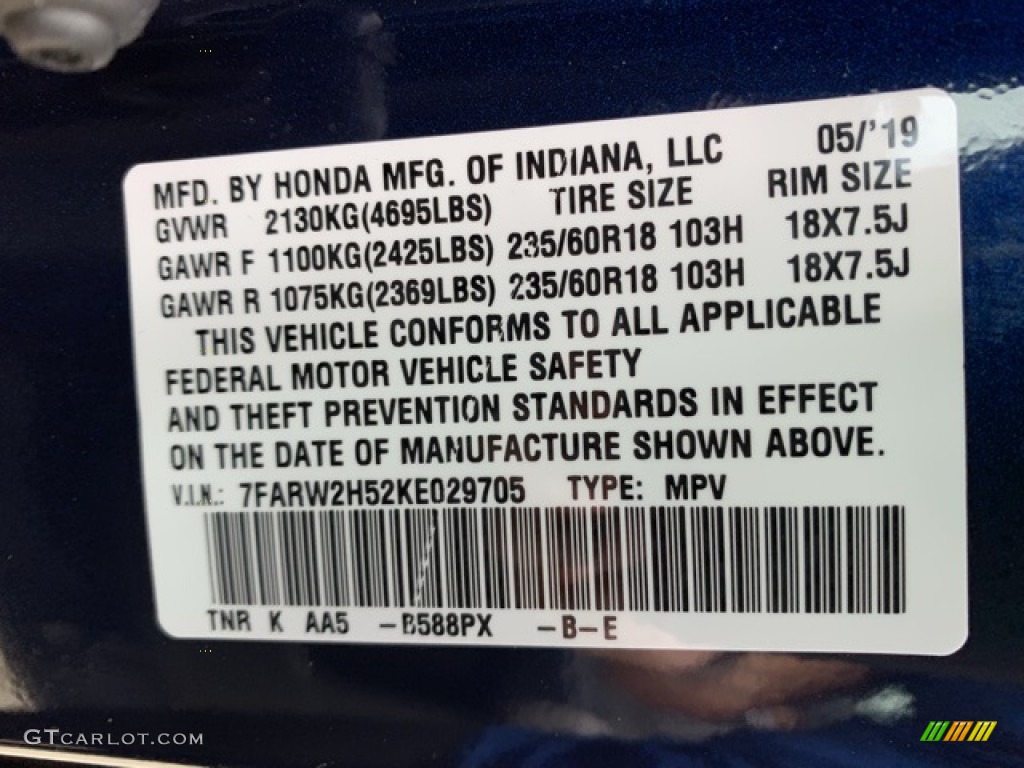 MFD. BY HONDA MFG. OF INDIANA, LLC 05/'19
GVWR 2130KG(4695LBS) TIRE SIZE RIM SIZE
GAWR F 1100KG(2425LBS) 235/60R18 103H 18X7.5J
GAWR R 1075KG(2369LBS) 235/60R18 103H 18X7.5J
THIS VEHICLE CONFORMS TO ALL APPLICABLE
FEDERAL MOTOR VEHICLE SAFETY
AND THEFT PREVENTION STANDARDS IN EFFECT
ON THE DATE OF MANUFACTURE SHOWN ABOVE.
V.I.N.: 7FARW2H52KE029705 TYPE: MPV
TNR K AA5 -B588PX -B-E
GTCARLOT.COM